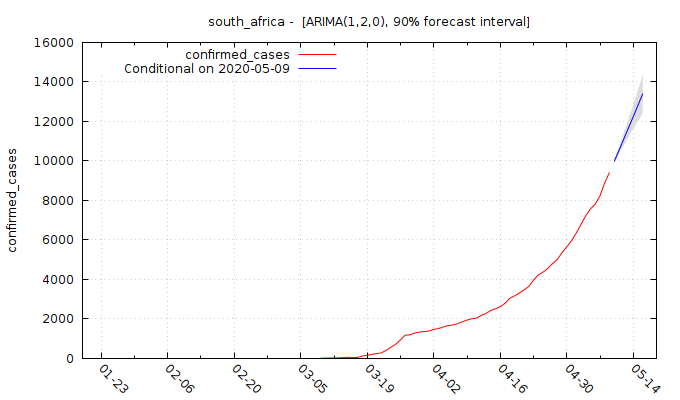 south_africa - [ARIMA(1,2,0), 90% forecast interval]
confirmed_cases
Conditional on 2020-05-09
confirmed_cases
16000
14000
12000
10000
8000
6000
4000
2000
0
01-23 02-06 02-20 03-05 03-19 04-02 04-16 04-30 05-14